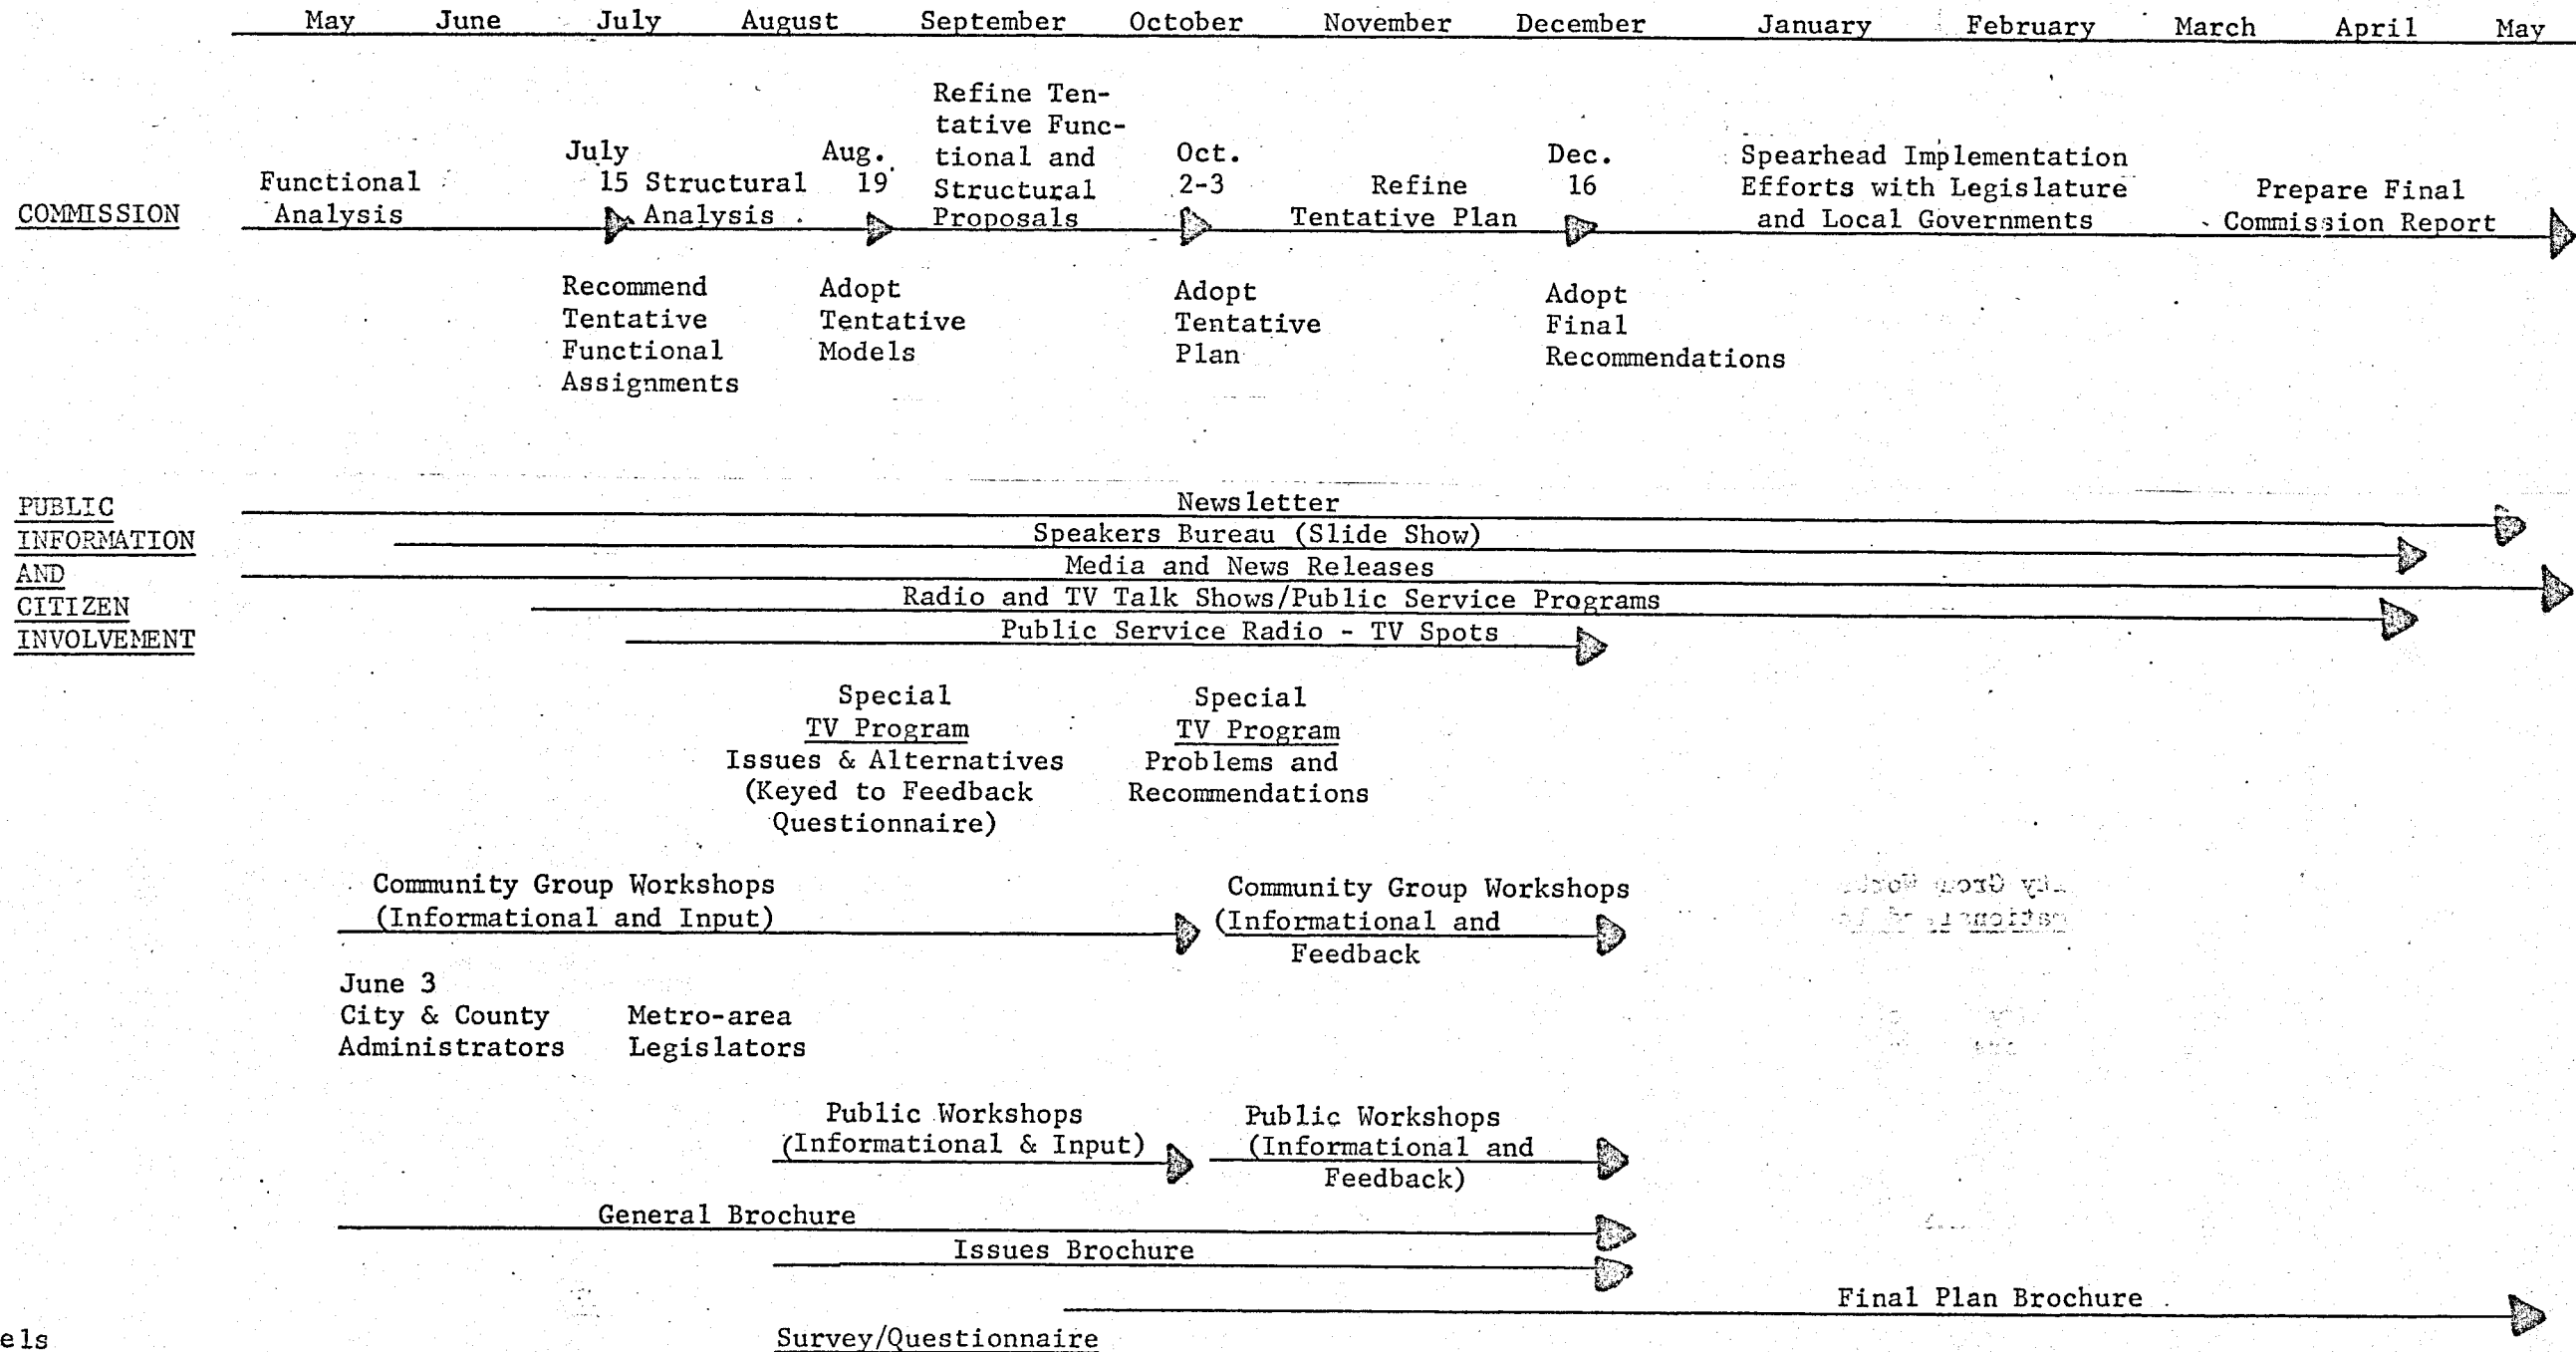 May June July August September October November December January February March April May
Refine Ten-
tative Func-
tional and
Structural
Proposals
COMMISSION
Functional
Analysis
July
15
Structural
Analysis
Aug.
19
Oct.
2-3
Refine
Tentative Plan
Dec.
16
Spearhead Implementation
Efforts with Legislature
and Local Governments
Prepare Final
Commission Report
Recommend
Tentative
Functional
Assignments
Adopt
Tentative
Models
Adopt
Tentative
Plan
Adopt
Final
Recommendations
PUBLIC
INFORMATION
AND
CITIZEN
INVOLVEMENT
Newsletter
Speakers Bureau (Slide Show)
Media and News Releases
Radio and TV Talk Shows/Public Service Programs
Public Service Radio - TV Spots
Special
TV Program
Issues & Alternatives
(Keyed to Feedback
Questionnaire)
Special
TV Program
Problems and
Recommendations
Community Group Workshops
(Informational and Input)
Community Group Workshops
(Informational and
Feedback
June 3
City & County
Administrators
Metro-area
Legislators
Public Workshops
(Informational & Input)
Public Workshops
(Informational and
Feedback)
General Brochure
Issues Brochure
Final Plan Brochure
els
Survey/Questionnaire